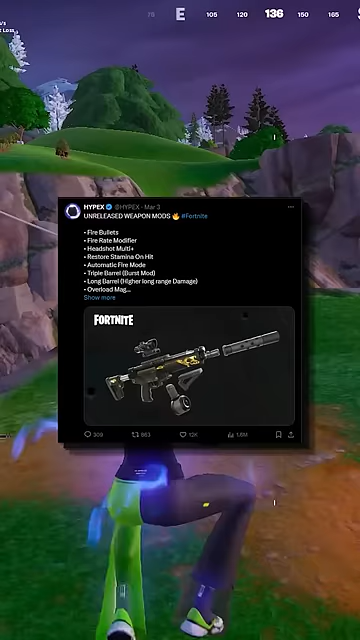 75 E 105 120 136 150 165 S
HYPEX @HYPEX · Mar 3
UNRELEASED WEAPON MODS 🔥 #Fortnite
• Fire Bullets
• Fire Rate Modifier
• Headshot Multi+
• Restore Stamina On Hit
• Automatic Fire Mode
• Triple Barrel (Burst Mod)
• Long Barrel (Higher long range Damage)
• Overload Mag...
Show more
FORTNITE
309 863 12K 1.6M